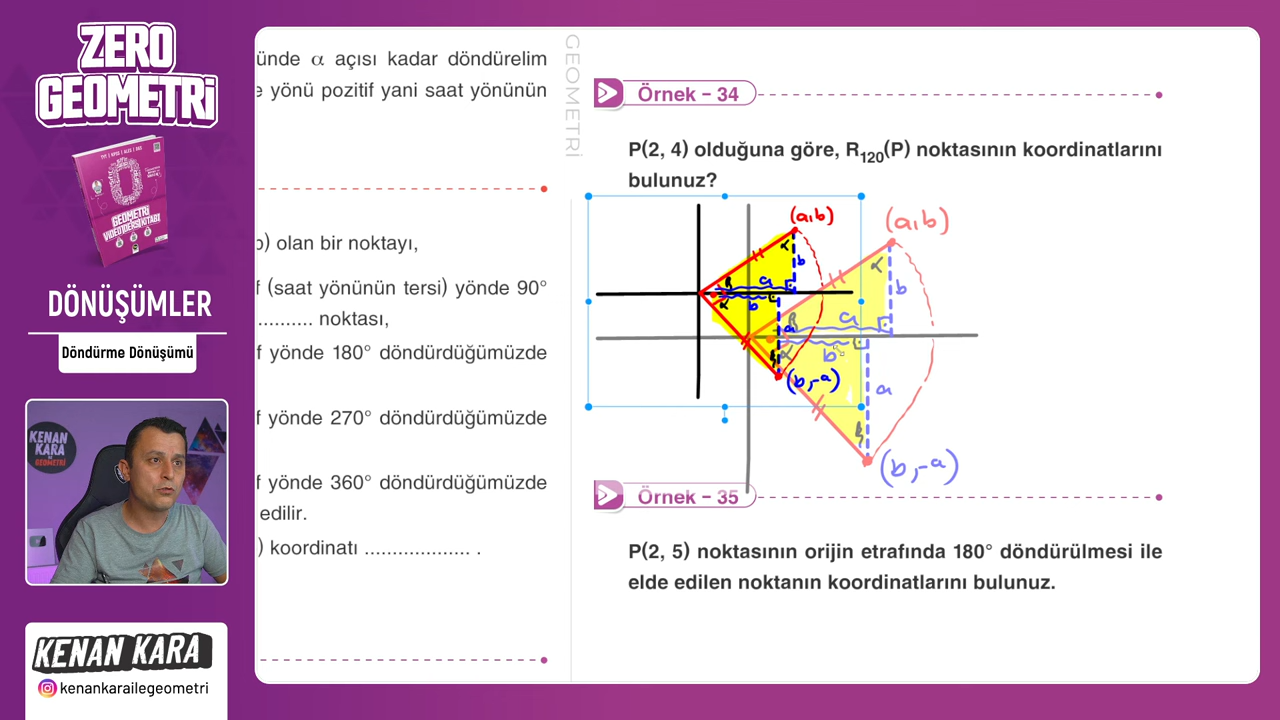 ZERO
GEOMETRİ
GEOMETRİ
VİDEO DERS KİTABI
DÖNÜŞÜMLER
Döndürme Dönüşümü
KENAN
KARA
GEOMETRİ
KENAN KARA
kenankarailegeometri
ünde α açısı kadar döndürelim
e yönü pozitif yani saat yönünün
b) olan bir noktayı,
f (saat yönünün tersi) yönde 90°
.......... noktası,
f yönde 180° döndürdüğümüzde
f yönde 270° döndürdüğümüzde
f yönde 360° döndürdüğümüzde
edilir.
) koordinatı ................... .
GEOMETRİ
Örnek – 34
P(2, 4) olduğuna göre, R120(P) noktasının koordinatlarını
bulunuz?
(a,b)
(a,b)
α
b
a
b
α
a
(b,-a)
α
b
a
b
α
a
(b,-a)
Örnek – 35
P(2, 5) noktasının orijin etrafında 180° döndürülmesi ile
elde edilen noktanın koordinatlarını bulunuz.